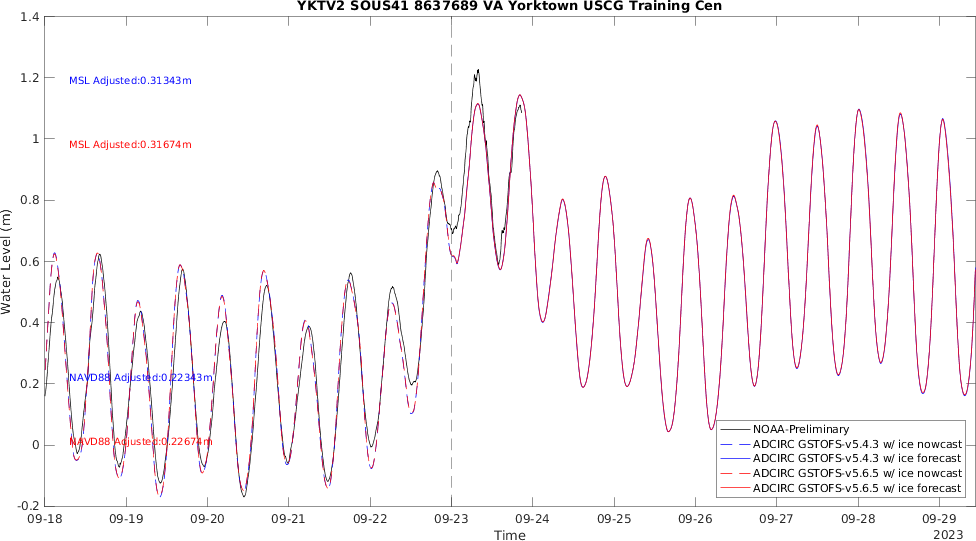 YKTV2 SOUS41 8637689 VA Yorktown USCG Training Cen
1.4
1.2
1
0.8
0.6
0.4
0.2
0
-0.2
Water Level (m)
MSL Adjusted:0.31343m
MSL Adjusted:0.31674m
NAVD88 Adjusted:0.22343m
NAVD88 Adjusted:0.22674m
NOAA-Preliminary
ADCIRC GSTOFS-v5.4.3 w/ ice nowcast
ADCIRC GSTOFS-v5.4.3 w/ ice forecast
ADCIRC GSTOFS-v5.6.5 w/ ice nowcast
ADCIRC GSTOFS-v5.6.5 w/ ice forecast
09-18 09-19 09-20 09-21 09-22 09-23 09-24 09-25 09-26 09-27 09-28 09-29
Time
2023